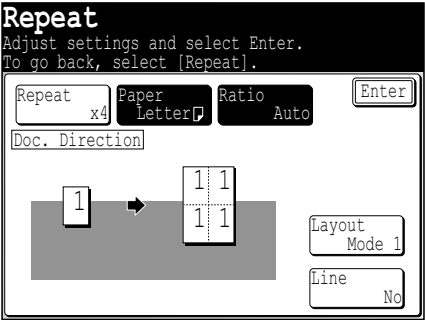 Repeat
Adjust settings and select Enter.
To go back, select [Repeat].
Repeat
x4
Paper
Letter
Ratio
Auto
Enter
Doc. Direction
1
1 1
1 1
Layout
Mode 1
Line
No